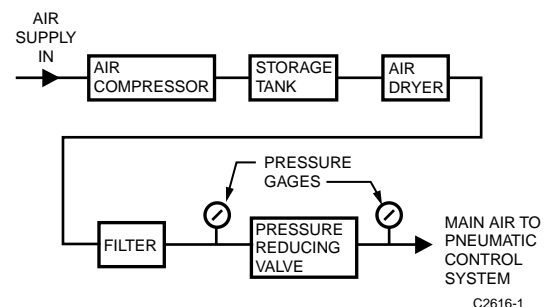 AIR
SUPPLY
IN
AIR
COMPRESSOR
STORAGE
TANK
AIR
DRYER
PRESSURE
GAGES
FILTER
PRESSURE
REDUCING
VALVE
MAIN AIR TO
PNEUMATIC
CONTROL
SYSTEM
C2616-1